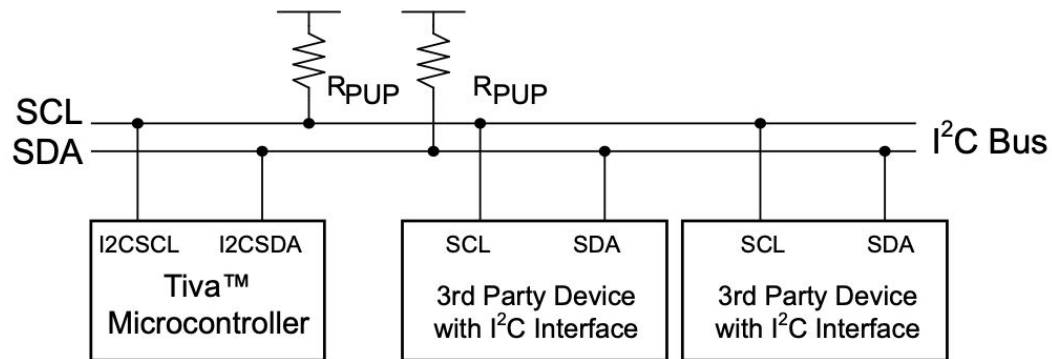 RPUP RPUP
SCL
SDA
I²C Bus
I2CSCL I2CSDA
Tiva™
Microcontroller
SCL SDA
3rd Party Device
with I²C Interface
SCL SDA
3rd Party Device
with I²C Interface